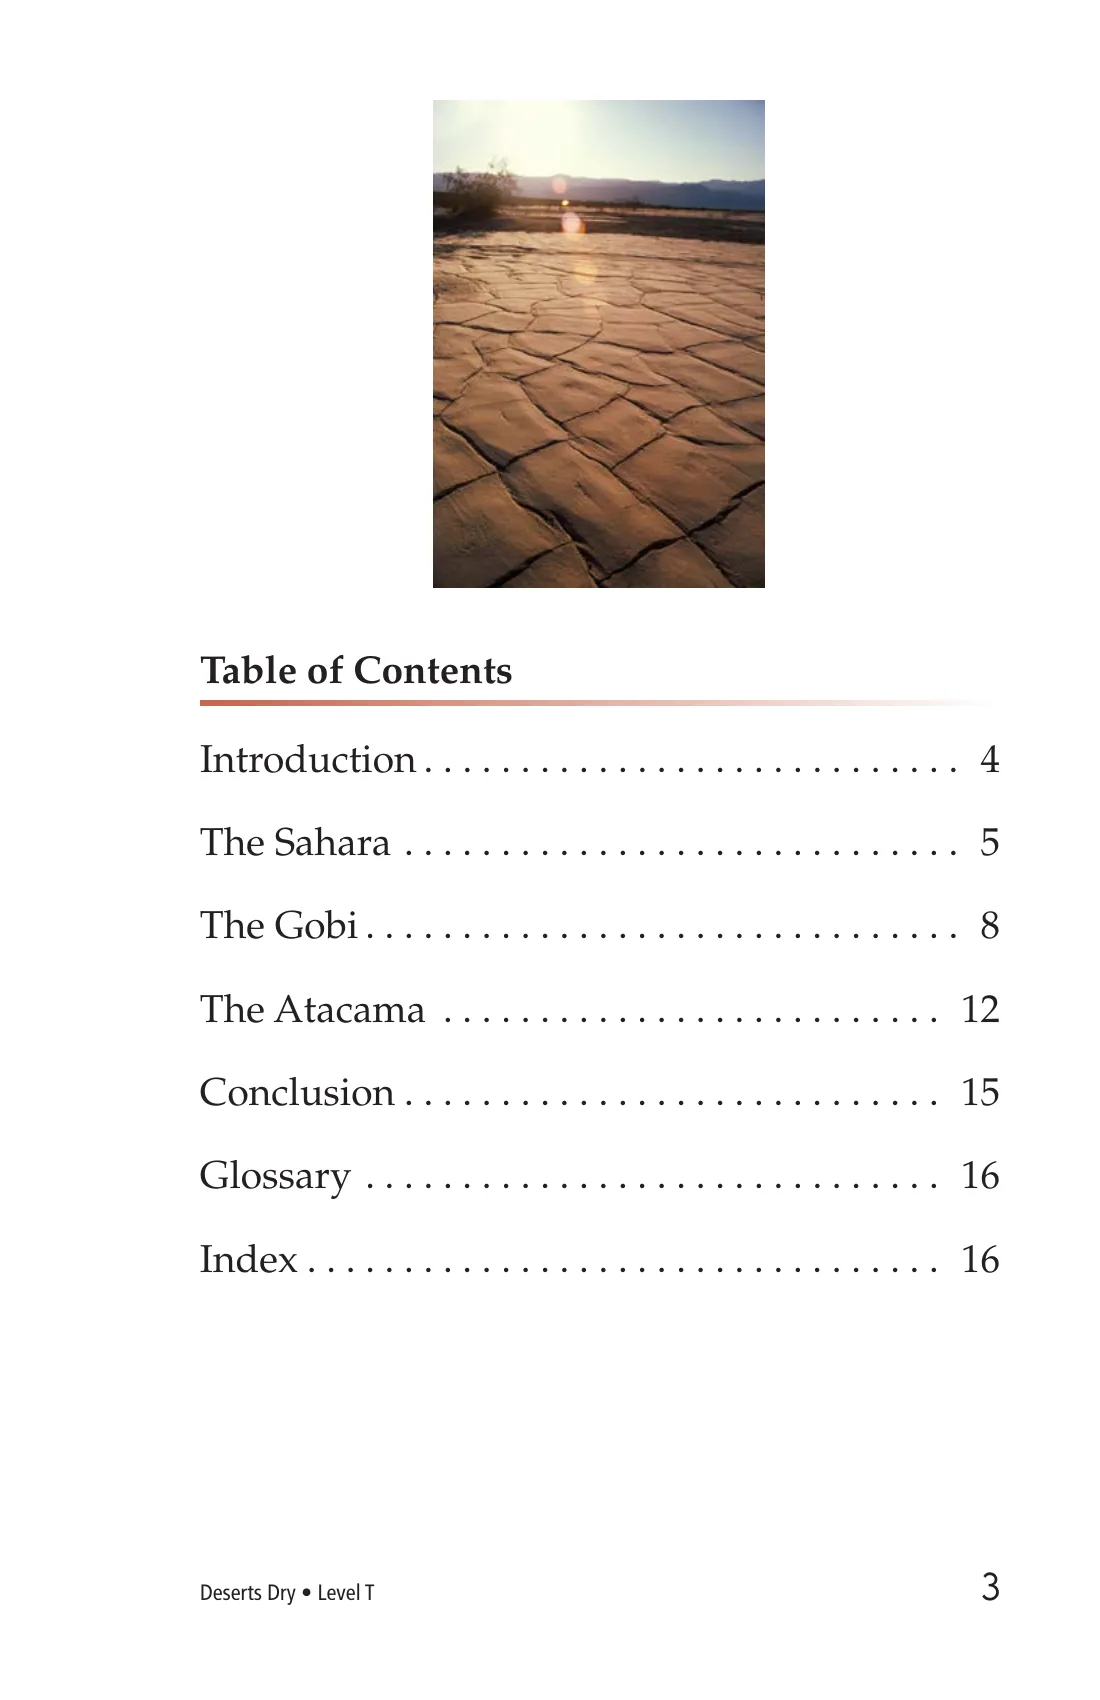 Table of Contents
Introduction . . . . . . . . . . . . . . . . . . . . . . . . . . . . 4
The Sahara . . . . . . . . . . . . . . . . . . . . . . . . . . . . . 5
The Gobi . . . . . . . . . . . . . . . . . . . . . . . . . . . . . . . 8
The Atacama . . . . . . . . . . . . . . . . . . . . . . . . . . 12
Conclusion . . . . . . . . . . . . . . . . . . . . . . . . . . . . 15
Glossary . . . . . . . . . . . . . . . . . . . . . . . . . . . . . . 16
Index . . . . . . . . . . . . . . . . . . . . . . . . . . . . . . . . . 16
Deserts Dry • Level T 3